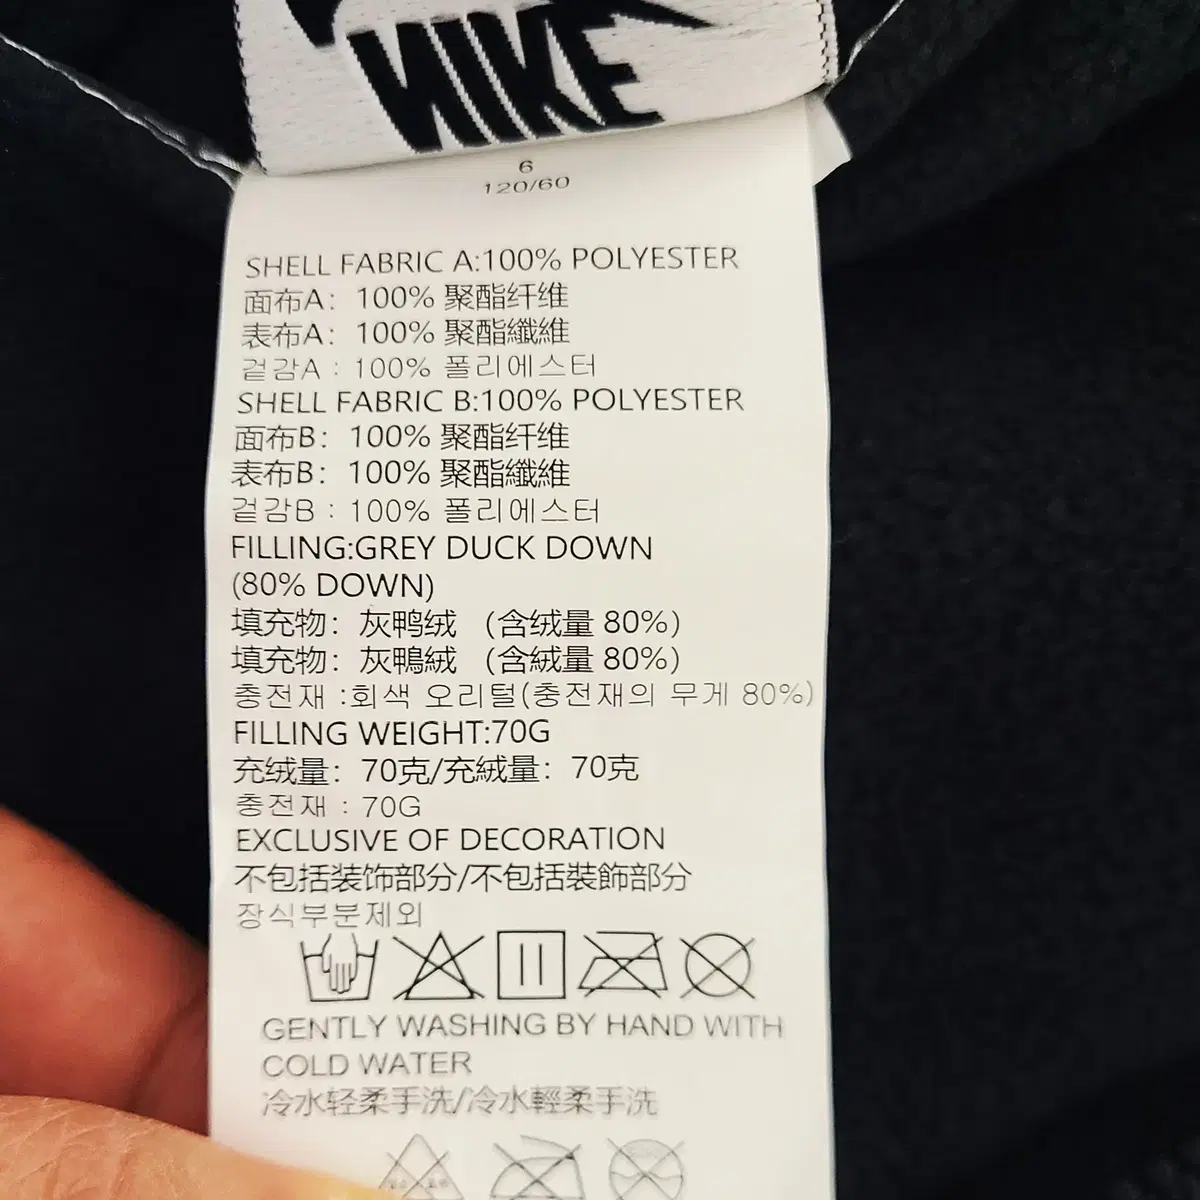 NIKE
6
120/60
SHELL FABRIC A:100% POLYESTER
面布A: 100% 聚酯纤维
表布A: 100% 聚酯纖維
겉감A : 100% 폴리에스터
SHELL FABRIC B:100% POLYESTER
面布B: 100% 聚酯纤维
表布B: 100% 聚酯纖維
겉감B : 100% 폴리에스터
FILLING:GREY DUCK DOWN
(80% DOWN)
填充物: 灰鸭绒 (含绒量 80%)
填充物: 灰鴨絨 (含絨量 80%)
충전재 :회색 오리털(충전재의 무게 80%)
FILLING WEIGHT:70G
充绒量: 70克/充絨量: 70克
충전재 : 70G
EXCLUSIVE OF DECORATION
不包括装饰部分/不包括裝飾部分
장식부분제외
GENTLY WASHING BY HAND WITH
COLD WATER
冷水轻柔手洗/冷水輕柔手洗